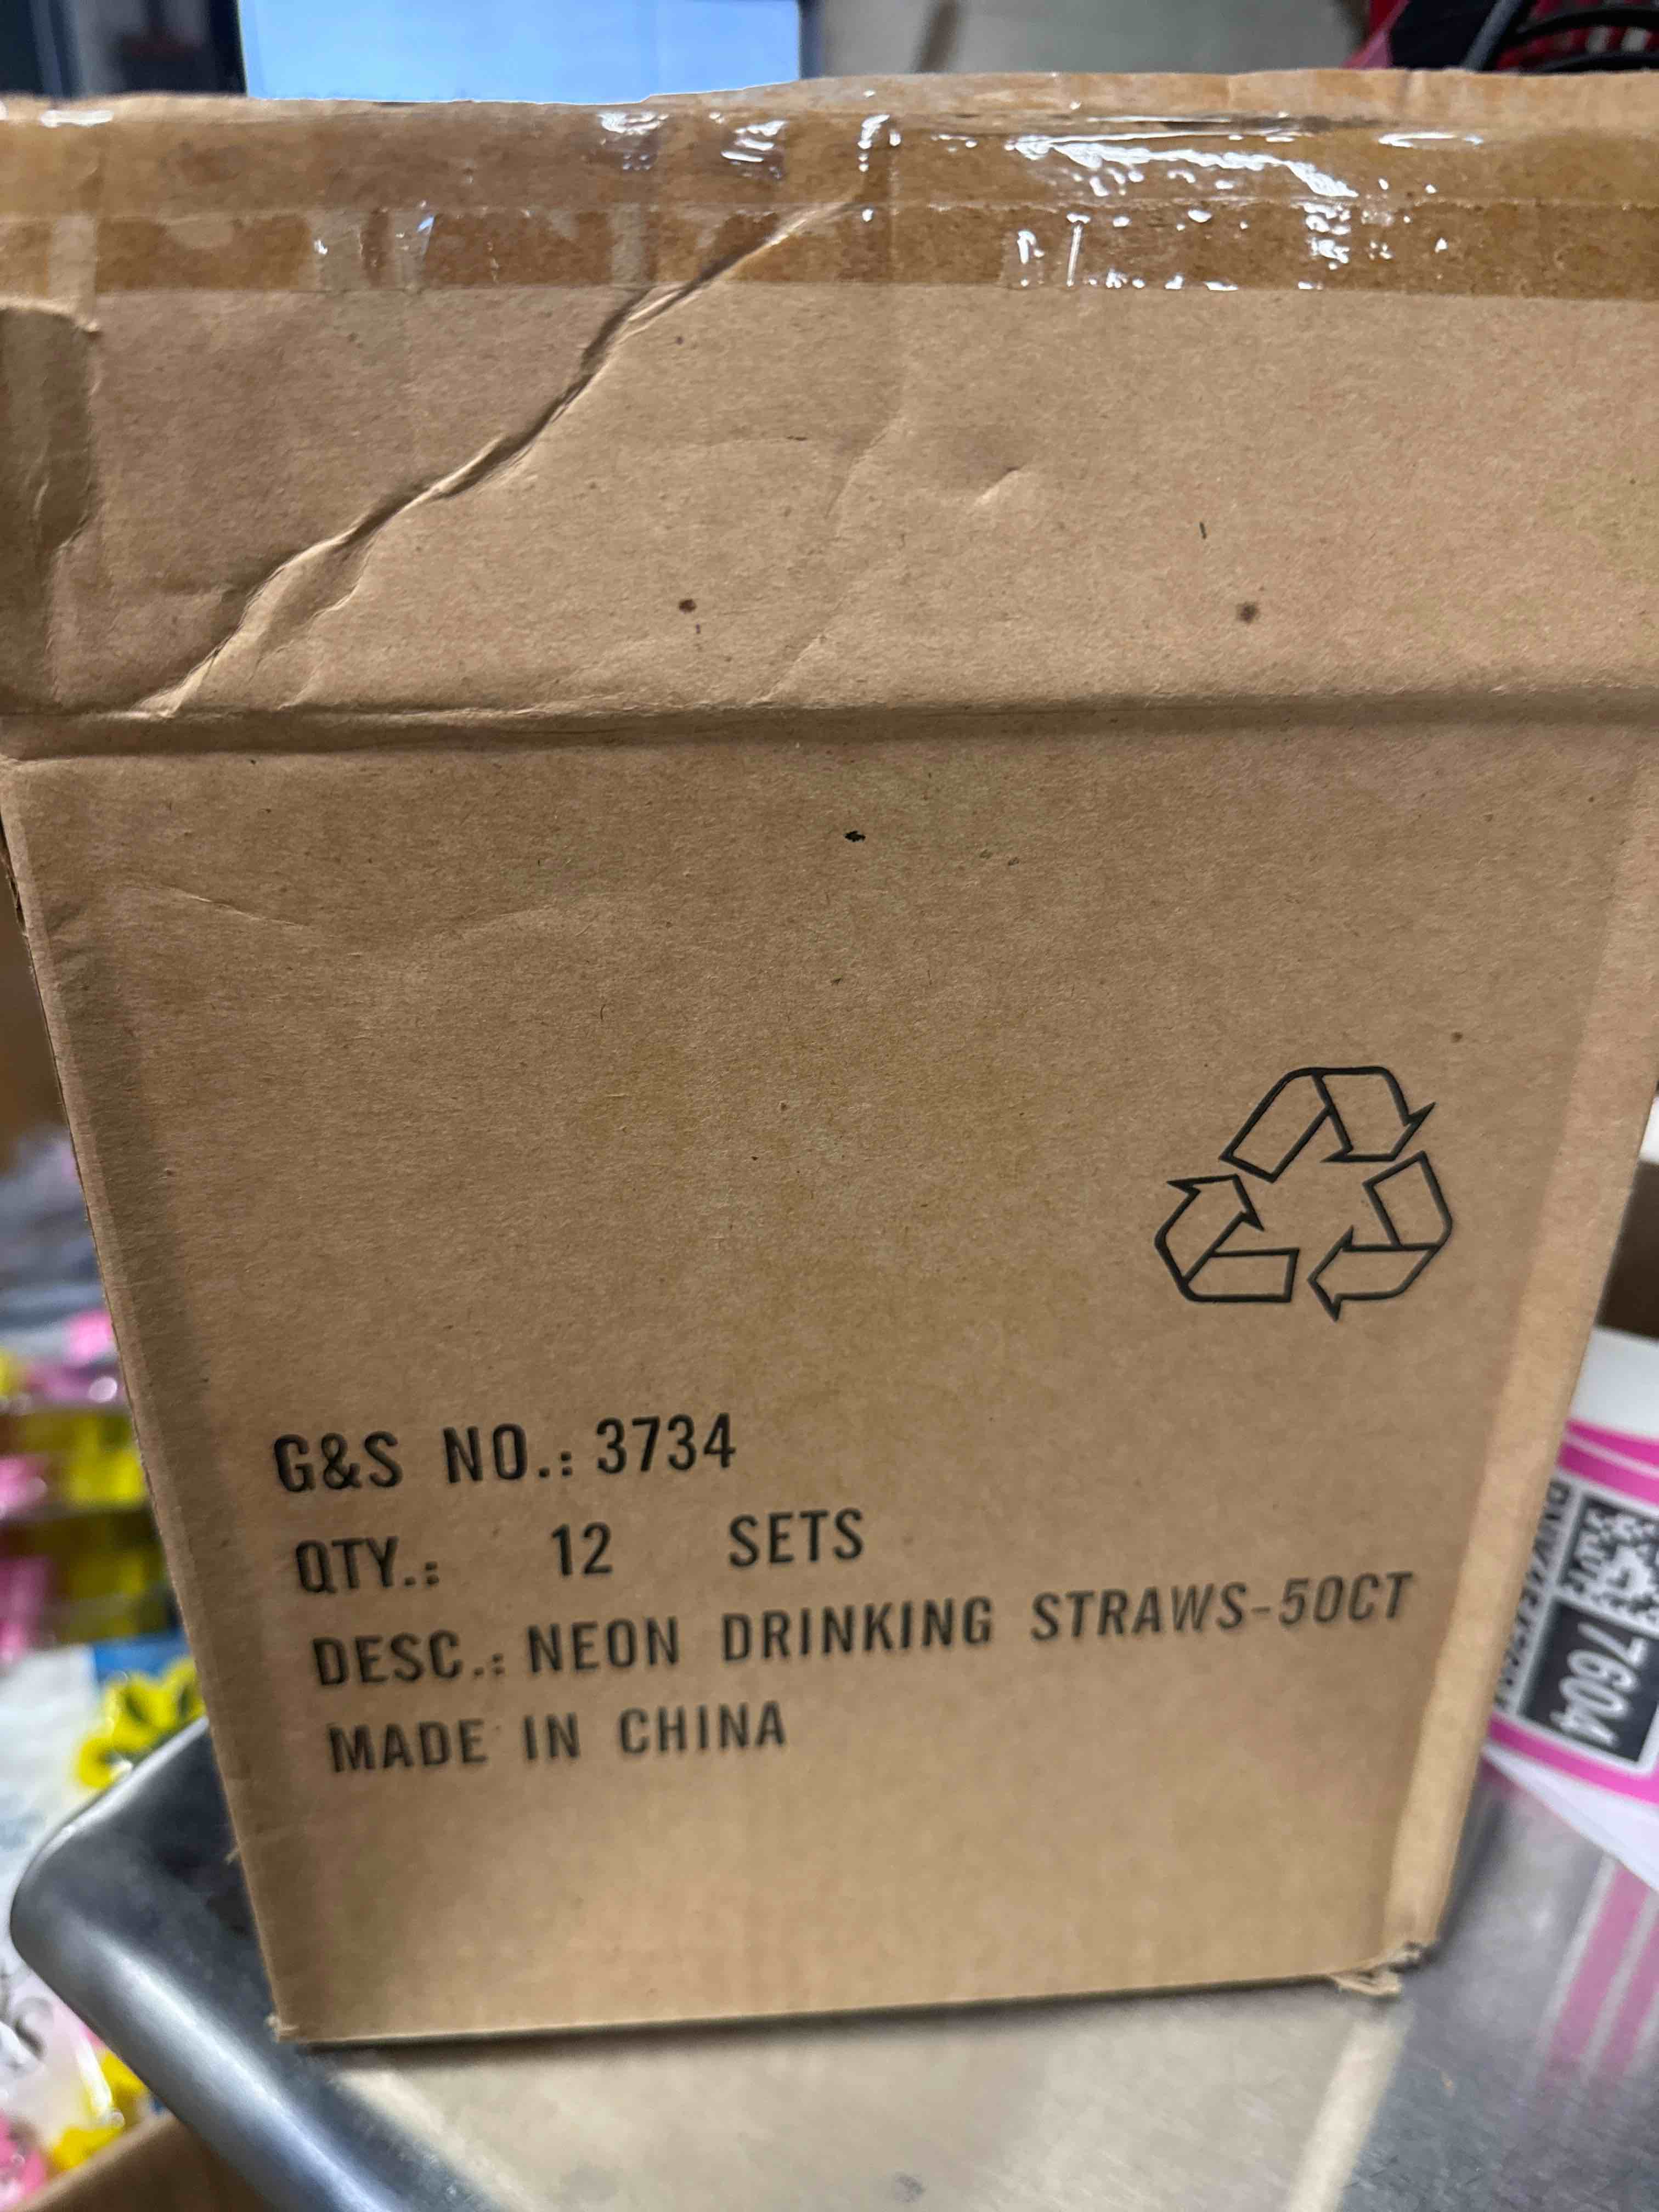 G&S NO.: 3734
QTY.: 12 SETS
DESC.: NEON DRINKING STRAWS-50CT
MADE IN CHINA
7604